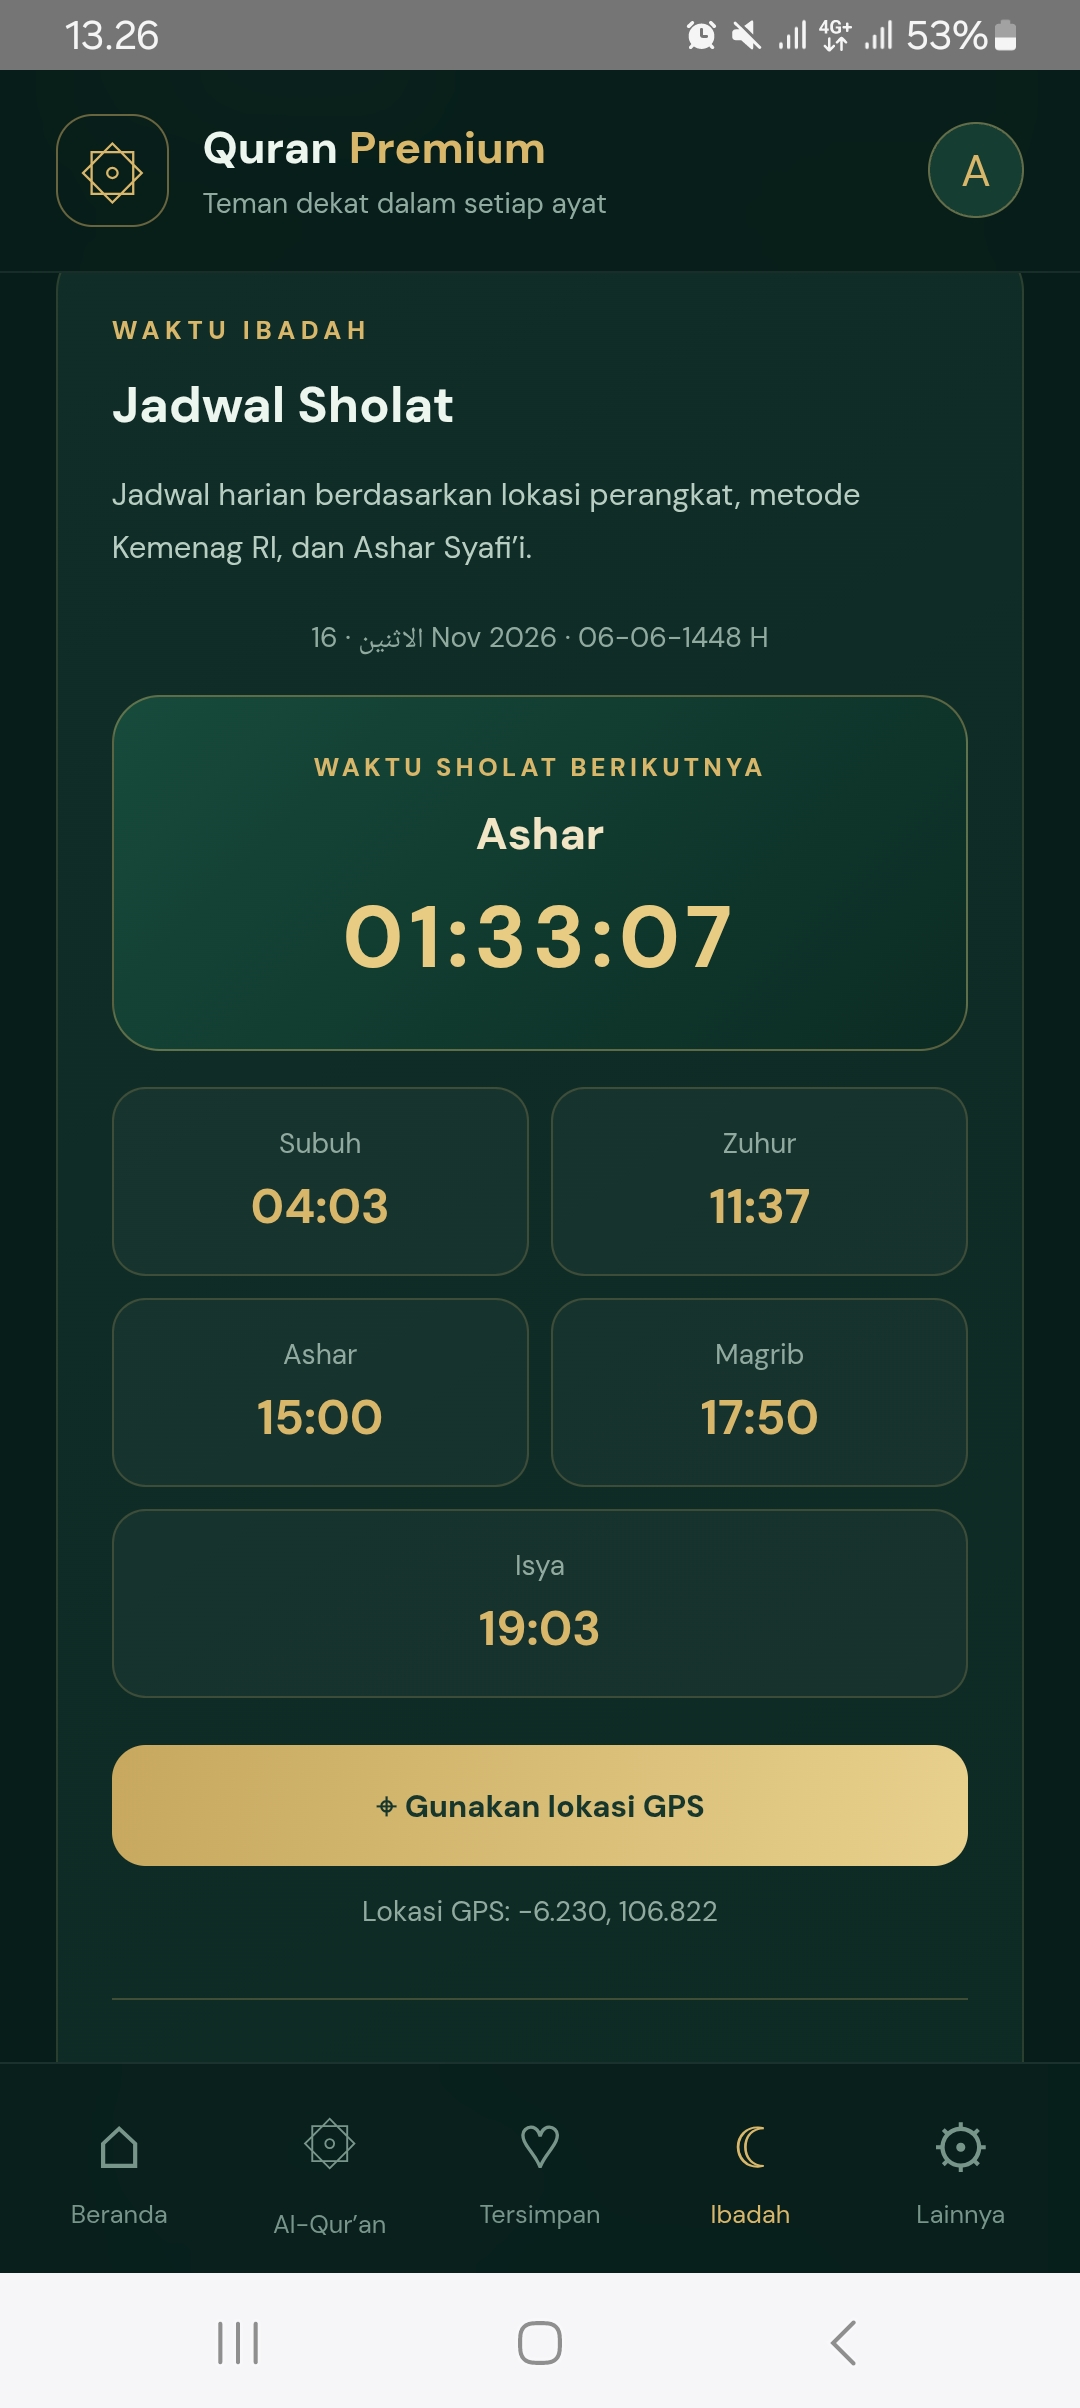 13.26
4G+
53%
Quran Premium
Teman dekat dalam setiap ayat
A
WAKTU IBADAH
Jadwal Sholat
Jadwal harian berdasarkan lokasi perangkat, metode
Kemenag RI, dan Ashar Syafi’i.
16 · الاثنين Nov 2026 · 06-06-1448 H
WAKTU SHOLAT BERIKUTNYA
Ashar
01:33:07
Subuh
04:03
Zuhur
11:37
Ashar
15:00
Magrib
17:50
Isya
19:03
Gunakan lokasi GPS
Lokasi GPS: -6.230, 106.822
Beranda
Al-Qur’an
Tersimpan
Ibadah
Lainnya